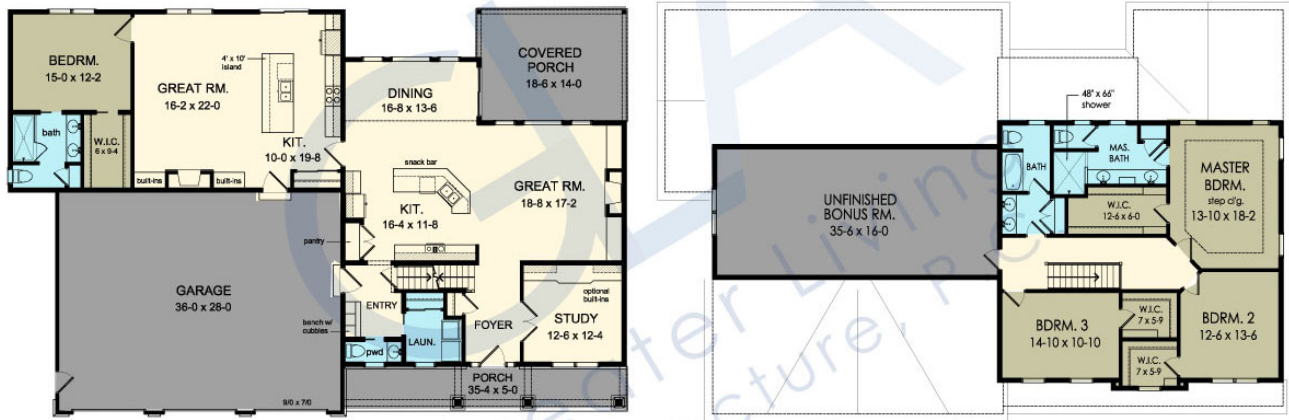 BEDRM.
15-0 x 12-2
bath
W.I.C.
6 x 9-4
GREAT RM.
16-2 x 22-0
4' x 10'
island
KIT.
10-0 x 19-8
built-ins
built-ins
DINING
16-8 x 13-6
COVERED
PORCH
18-6 x 14-0
snack bar
KIT.
16-4 x 11-8
GREAT RM.
18-8 x 17-2
pantry
GARAGE
36-0 x 28-0
9/0 x 7/0
ENTRY
bench w/
cubbies
pwd
LAUN.
FOYER
optional
built-ins
STUDY
12-6 x 12-4
PORCH
35-4 x 5-0
UNFINISHED
BONUS RM.
35-6 x 16-0
48" x 66"
shower
BATH
MAS.
BATH
W.I.C.
12-6 x 6-0
MASTER
BDRM.
step cl'g.
13-10 x 18-2
BDRM. 3
14-10 x 10-10
W.I.C.
7 x 5-9
W.I.C.
7 x 5-9
BDRM. 2
12-6 x 13-6